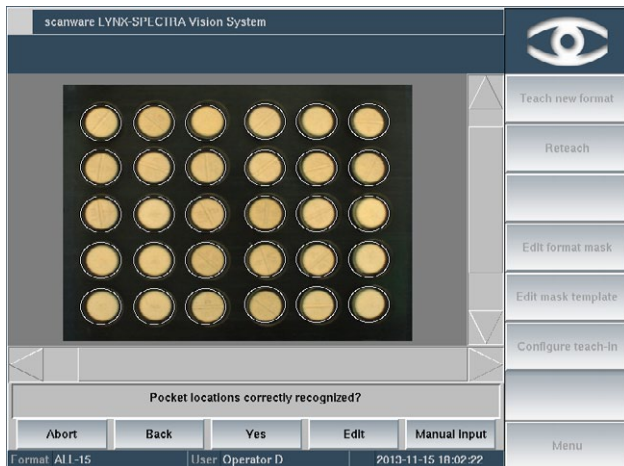 scanware LYNX-SPECTRA Vision System
Teach new format
Reteach
Edit format mask
Edit mask template
Configure teach-in
Pocket locations correctly recognized?
Abort Back Yes Edit Manual Input
Menu
Format ALL-15 User Operator D 2013-11-15 18:02:22